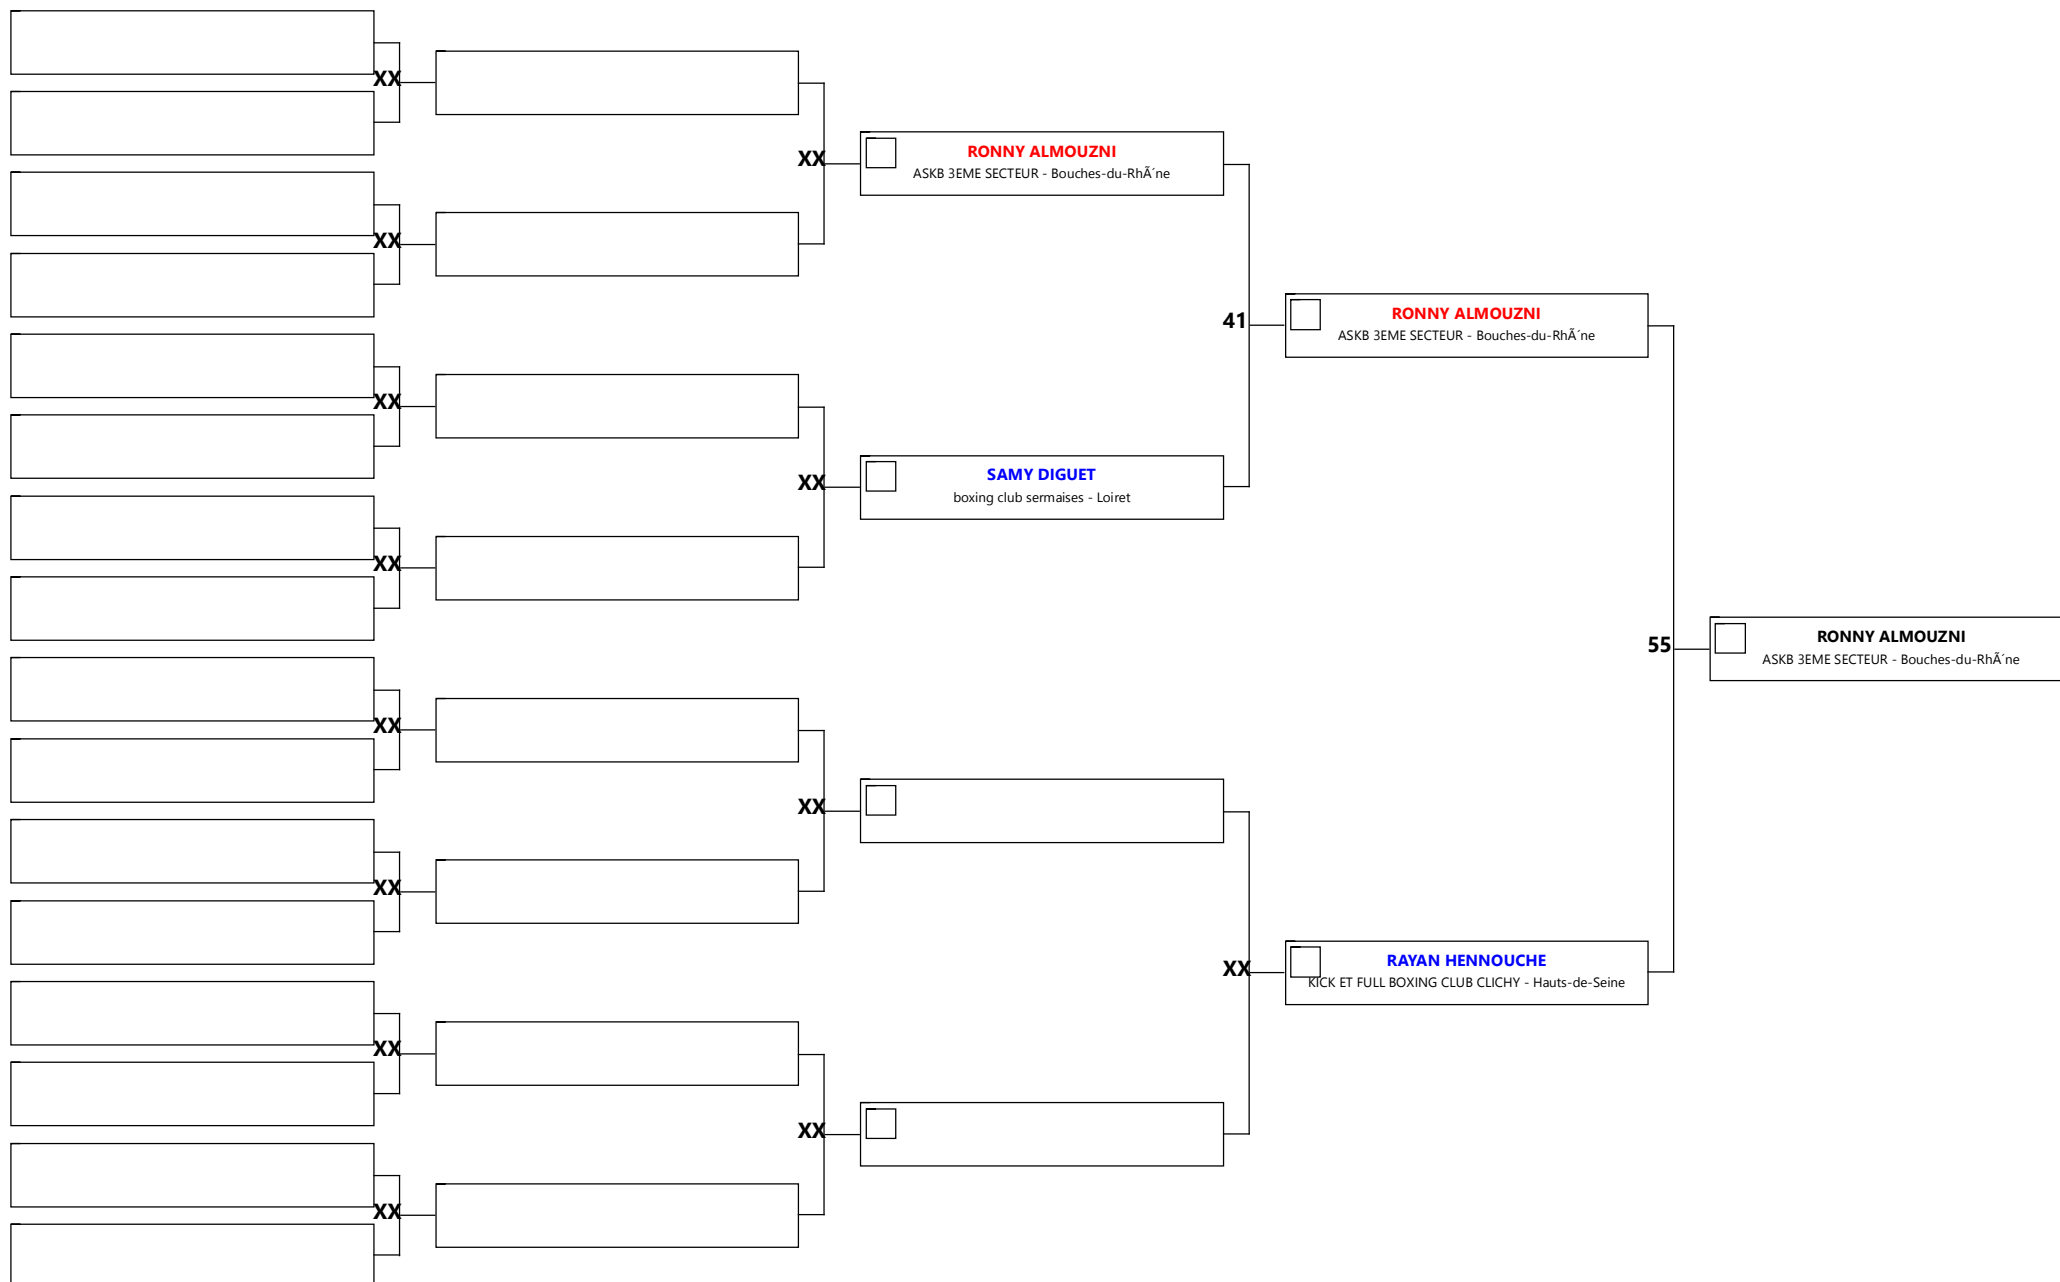 XX
XX
XX
XX
XX
XX
XX
XX
XX
XX
XX
XX
RONNY ALMOUZNI
ASKB 3EME SECTEUR - Bouches-du-RhÃ´ne
SAMY DIGUET
boxing club sermaises - Loiret
41
XX
RONNY ALMOUZNI
ASKB 3EME SECTEUR - Bouches-du-RhÃ´ne
RAYAN HENNOUCHE
KICK ET FULL BOXING CLUB CLICHY - Hauts-de-Seine
55
RONNY ALMOUZNI
ASKB 3EME SECTEUR - Bouches-du-RhÃ´ne